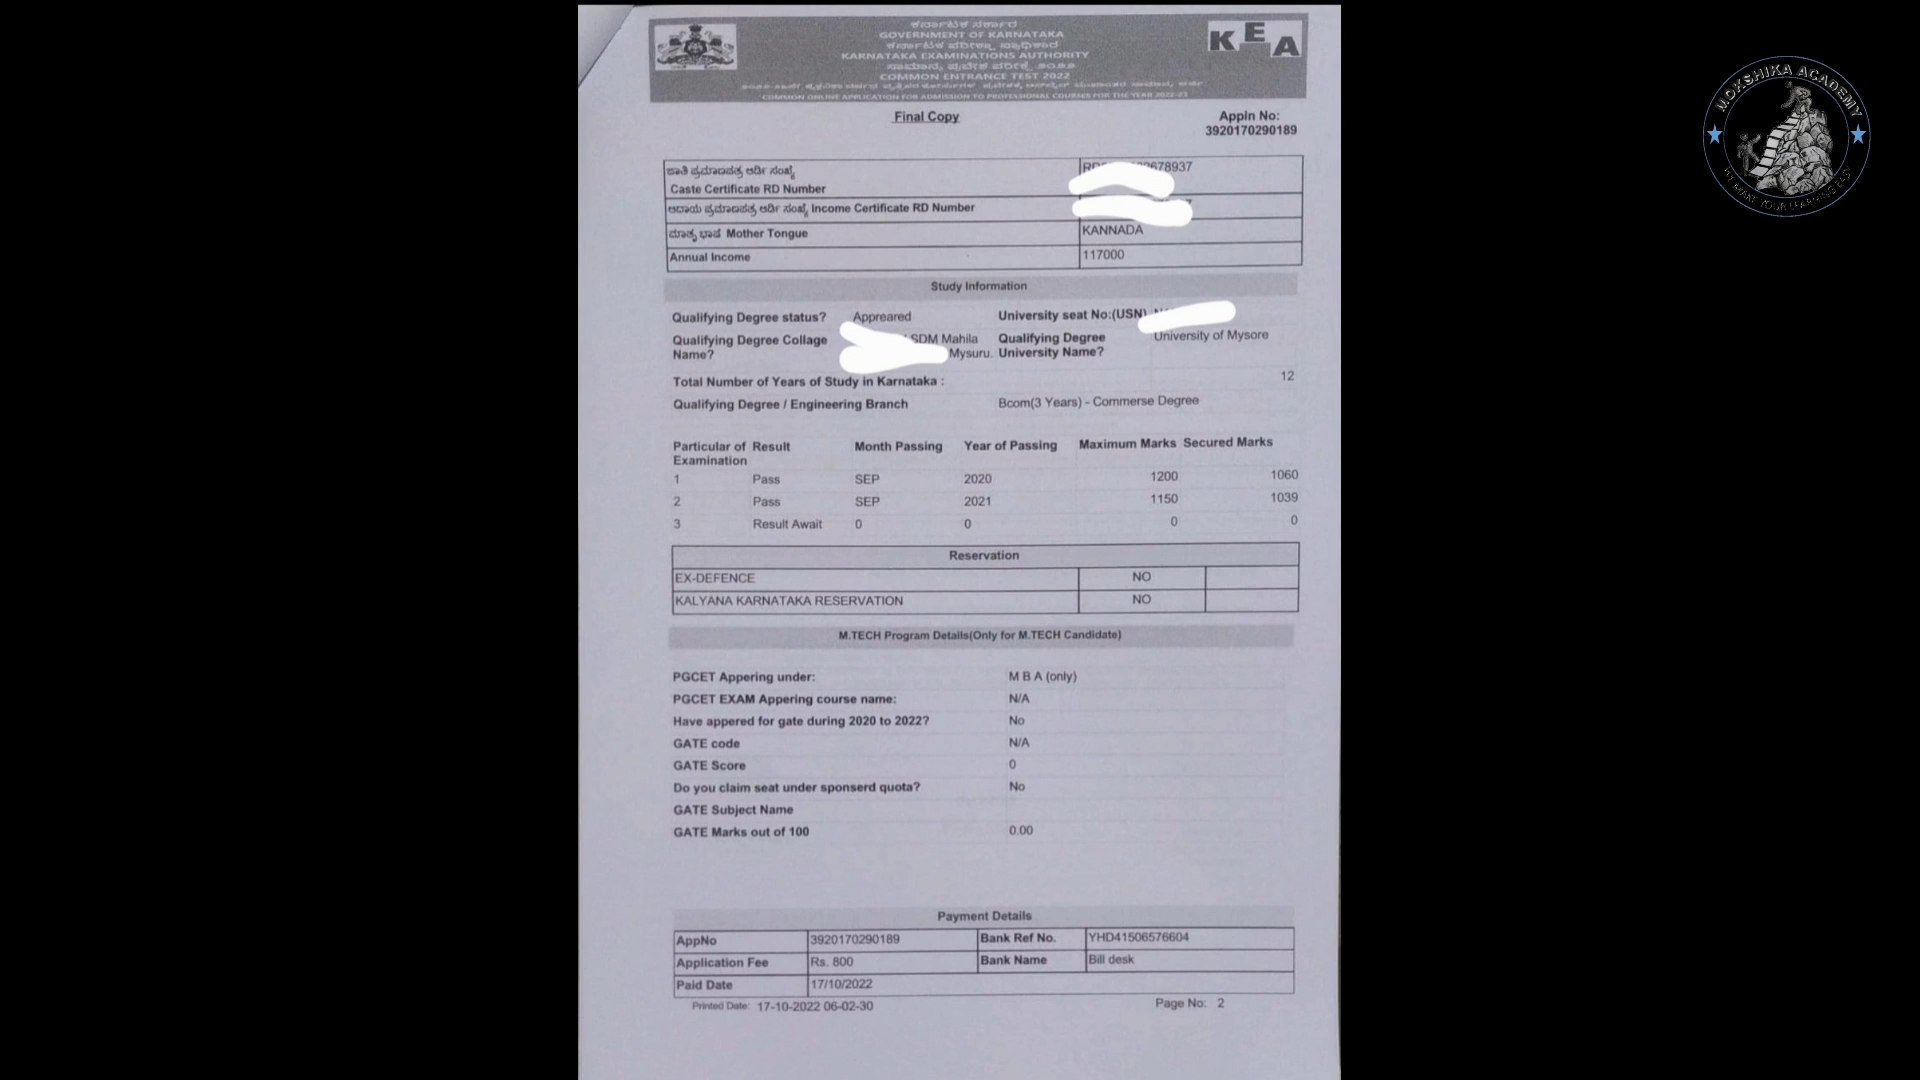 ಕರ್ನಾಟಕ ಸರ್ಕಾರ
GOVERNMENT OF KARNATAKA
ಕರ್ನಾಟಕ ಪರೀಕ್ಷಾ ಪ್ರಾಧಿಕಾರ
KARNATAKA EXAMINATIONS AUTHORITY
ಸಾಮಾನ್ಯ ಪ್ರವೇಶ ಪರೀಕ್ಷೆ ೨೦೨೨
COMMON ENTRANCE TEST 2022
COMMON ONLINE APPLICATION FOR ADMISSION TO PROFESSIONAL COURSES FOR THE YEAR 2022-23
KEA
MOKSHIKA ACADEMY
WE MAKE YOUR LEARNING EASY
Final Copy
Appln No:
3920170290189
ಜಾತಿ ಪ್ರಮಾಣಪತ್ರ ಆರ್ಡಿ ಸಂಖ್ಯೆ
Caste Certificate RD Number 678937
ಆದಾಯ ಪ್ರಮಾಣಪತ್ರ ಆರ್ಡಿ ಸಂಖ್ಯೆ Income Certificate RD Number
ಮಾತೃ ಭಾಷೆ Mother Tongue KANNADA
Annual Income 117000
Study Information
Qualifying Degree status? Appreared University seat No:(USN)
Qualifying Degree Collage SDM Mahila Qualifying Degree University of Mysore
Name? Mysuru. University Name?
Total Number of Years of Study in Karnataka : 12
Qualifying Degree / Engineering Branch Bcom(3 Years) - Commerse Degree
Particular of Result Month Passing Year of Passing Maximum Marks Secured Marks
Examination
1 Pass SEP 2020 1200 1060
2 Pass SEP 2021 1150 1039
3 Result Await 0 0 0 0
Reservation
EX-DEFENCE NO
KALYANA KARNATAKA RESERVATION NO
M.TECH Program Details(Only for M.TECH Candidate)
PGCET Appering under: M B A (only)
PGCET EXAM Appering course name: N/A
Have appered for gate during 2020 to 2022? No
GATE code N/A
GATE Score 0
Do you claim seat under sponserd quota? No
GATE Subject Name
GATE Marks out of 100 0.00
Payment Details
AppNo 3920170290189 Bank Ref No. YHD41506576604
Application Fee Rs. 800 Bank Name Bill desk
Paid Date 17/10/2022
Printed Date: 17-10-2022 06-02-30 Page No: 2